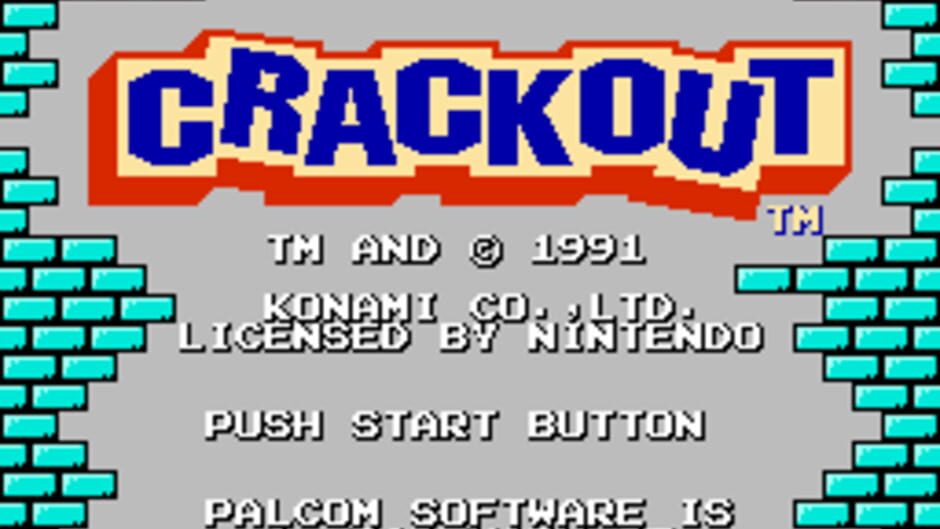 CRACKOUT
TM
TM AND © 1991
KONAMI CO.,LTD.
LICENSED BY NINTENDO
PUSH START BUTTON
PALCOM SOFTWARE IS